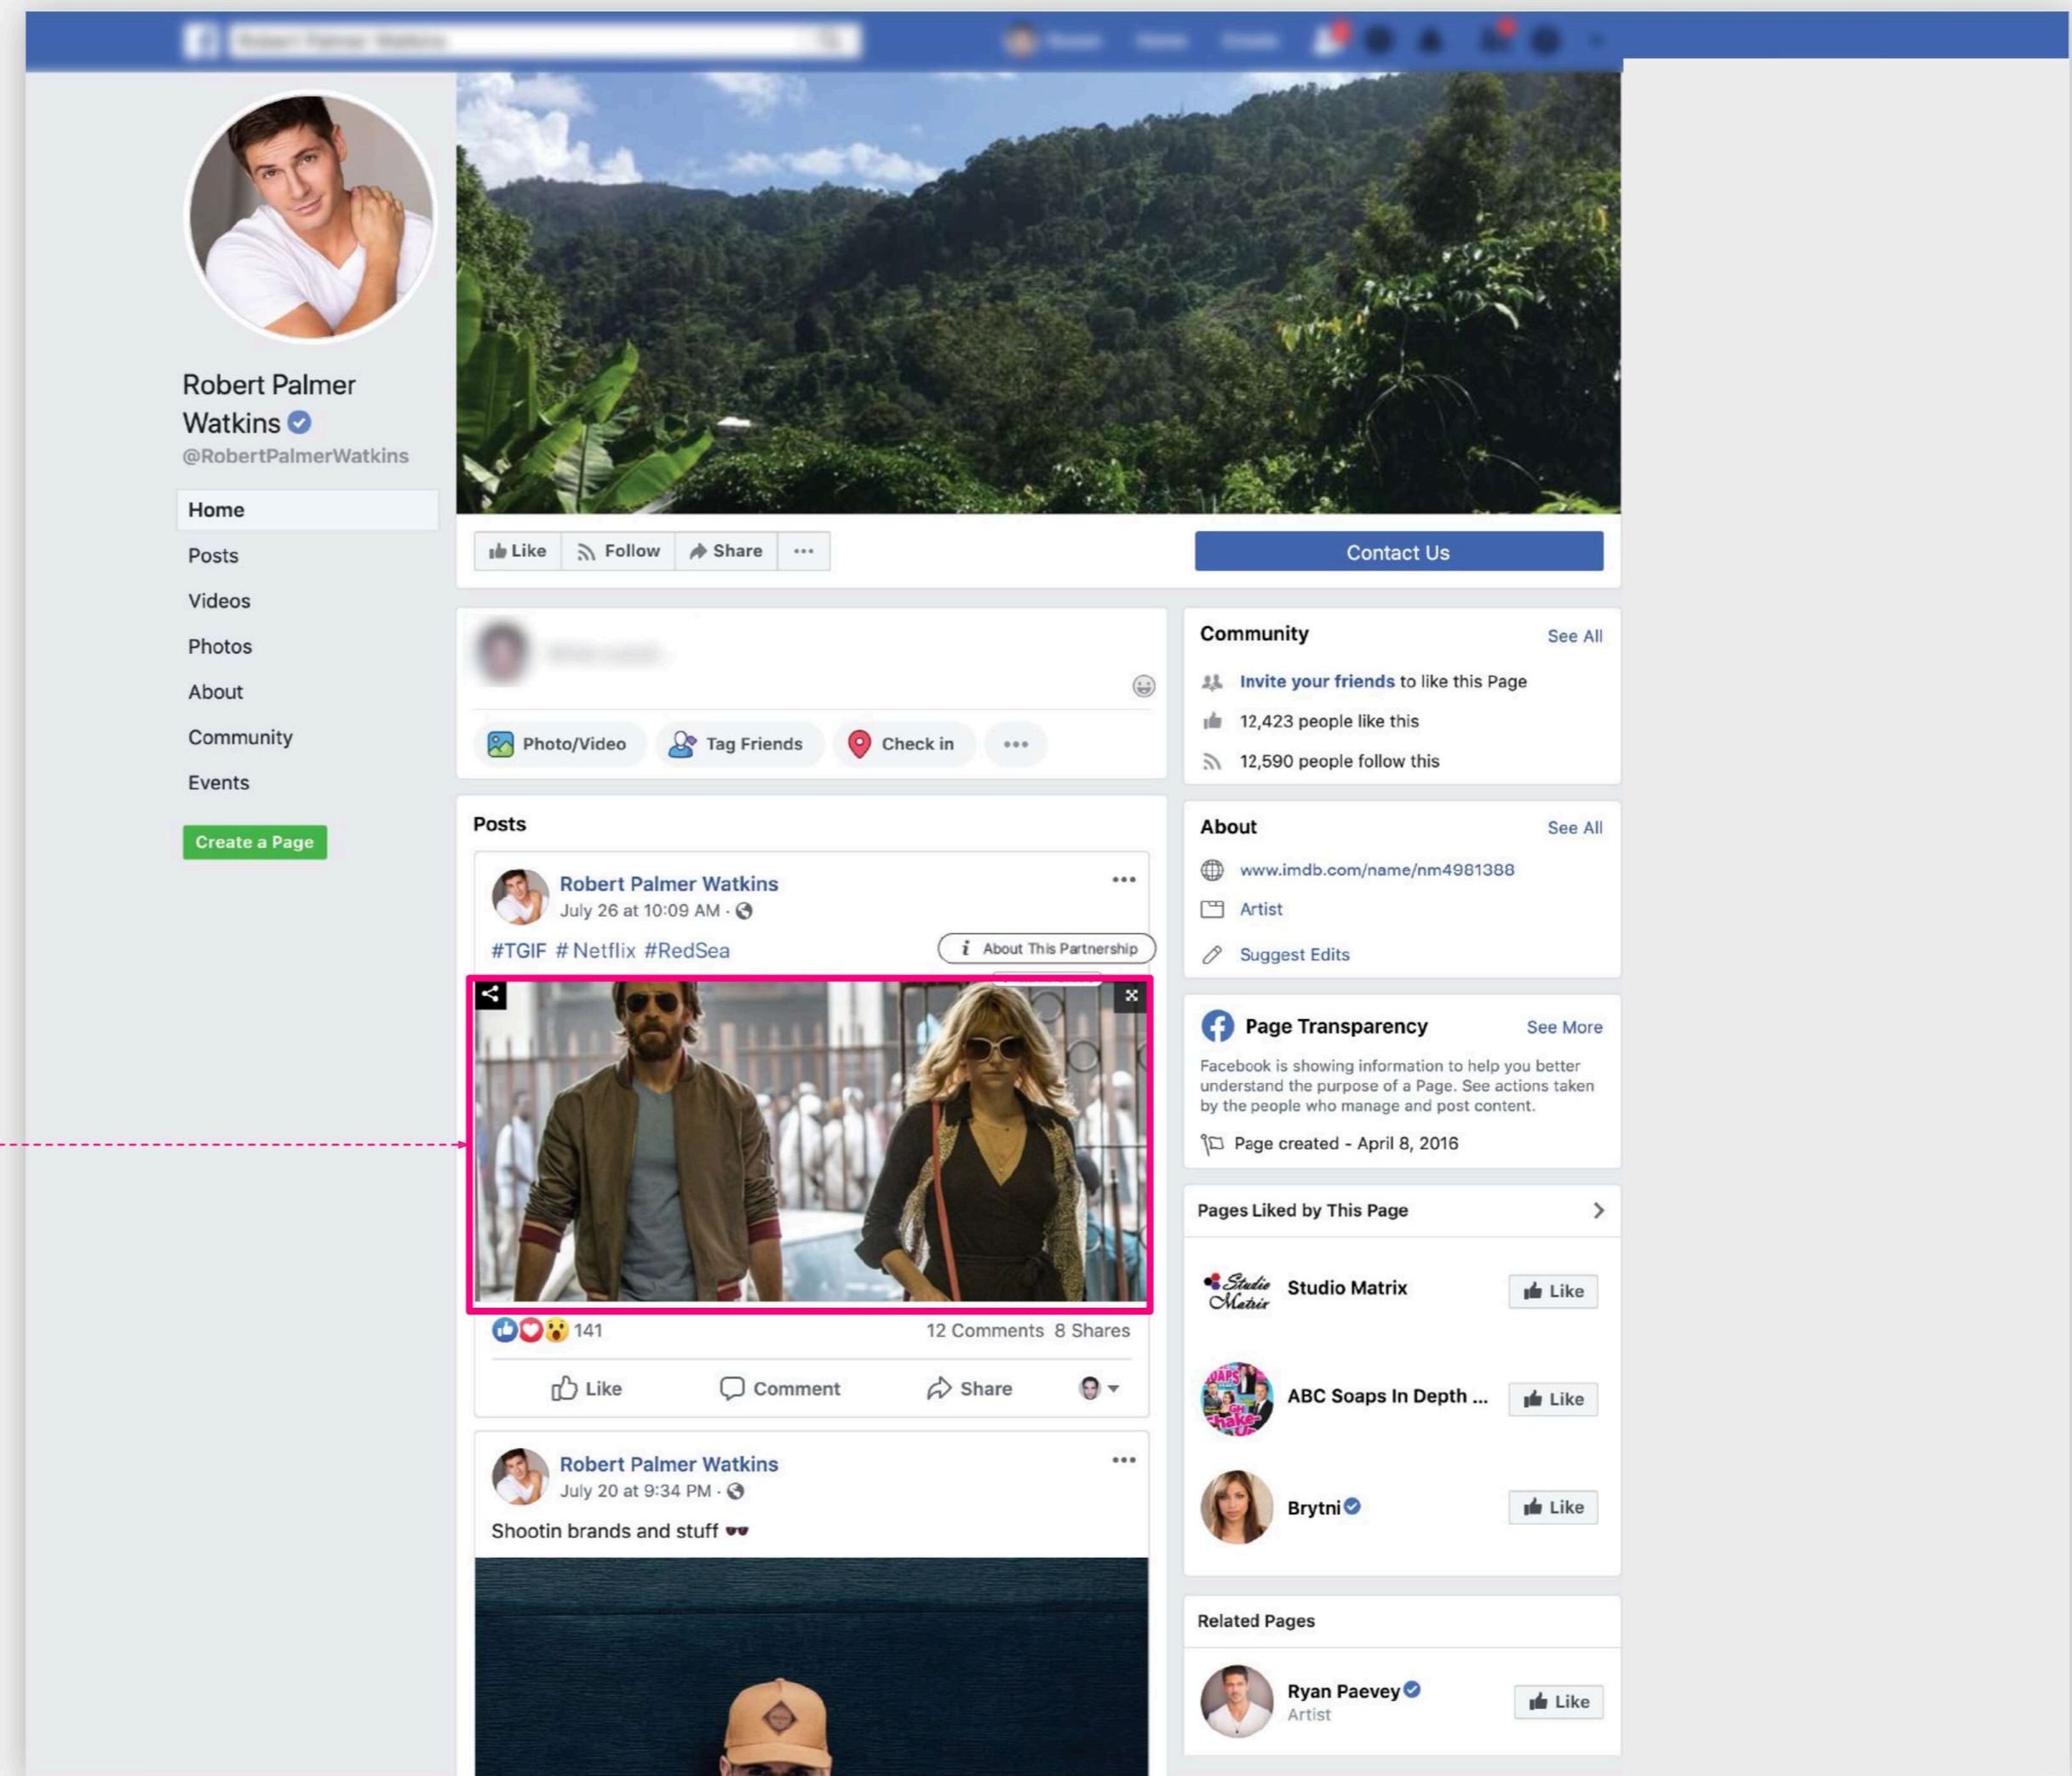 Robert Palmer
Watkins
@RobertPalmerWatkins
Home
Posts
Videos
Photos
About
Community
Events
Create a Page
Like
Follow
Share
Contact Us
Photo/Video
Tag Friends
Check in
Posts
Robert Palmer Watkins
July 26 at 10:09 AM ·
#TGIF # Netflix #RedSea
i About This Partnership
141
12 Comments 8 Shares
Like
Comment
Share
Robert Palmer Watkins
July 20 at 9:34 PM ·
Shootin brands and stuff 🕶️
Community
See All
Invite your friends to like this Page
12,423 people like this
12,590 people follow this
About
See All
www.imdb.com/name/nm4981388
Artist
Suggest Edits
Page Transparency
See More
Facebook is showing information to help you better
understand the purpose of a Page. See actions taken
by the people who manage and post content.
Page created - April 8, 2016
Pages Liked by This Page
Studio
Matrix
Studio Matrix
Like
ABC Soaps In Depth ...
Like
Brytni
Like
Related Pages
Ryan Paevey
Artist
Like